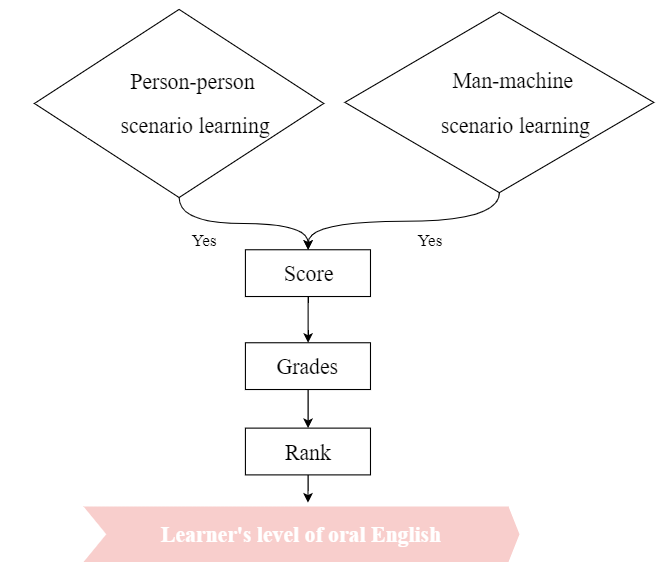 Person-person
scenario learning
Man-machine
scenario learning
Yes
Yes
Score
Grades
Rank
Learner's level of oral English